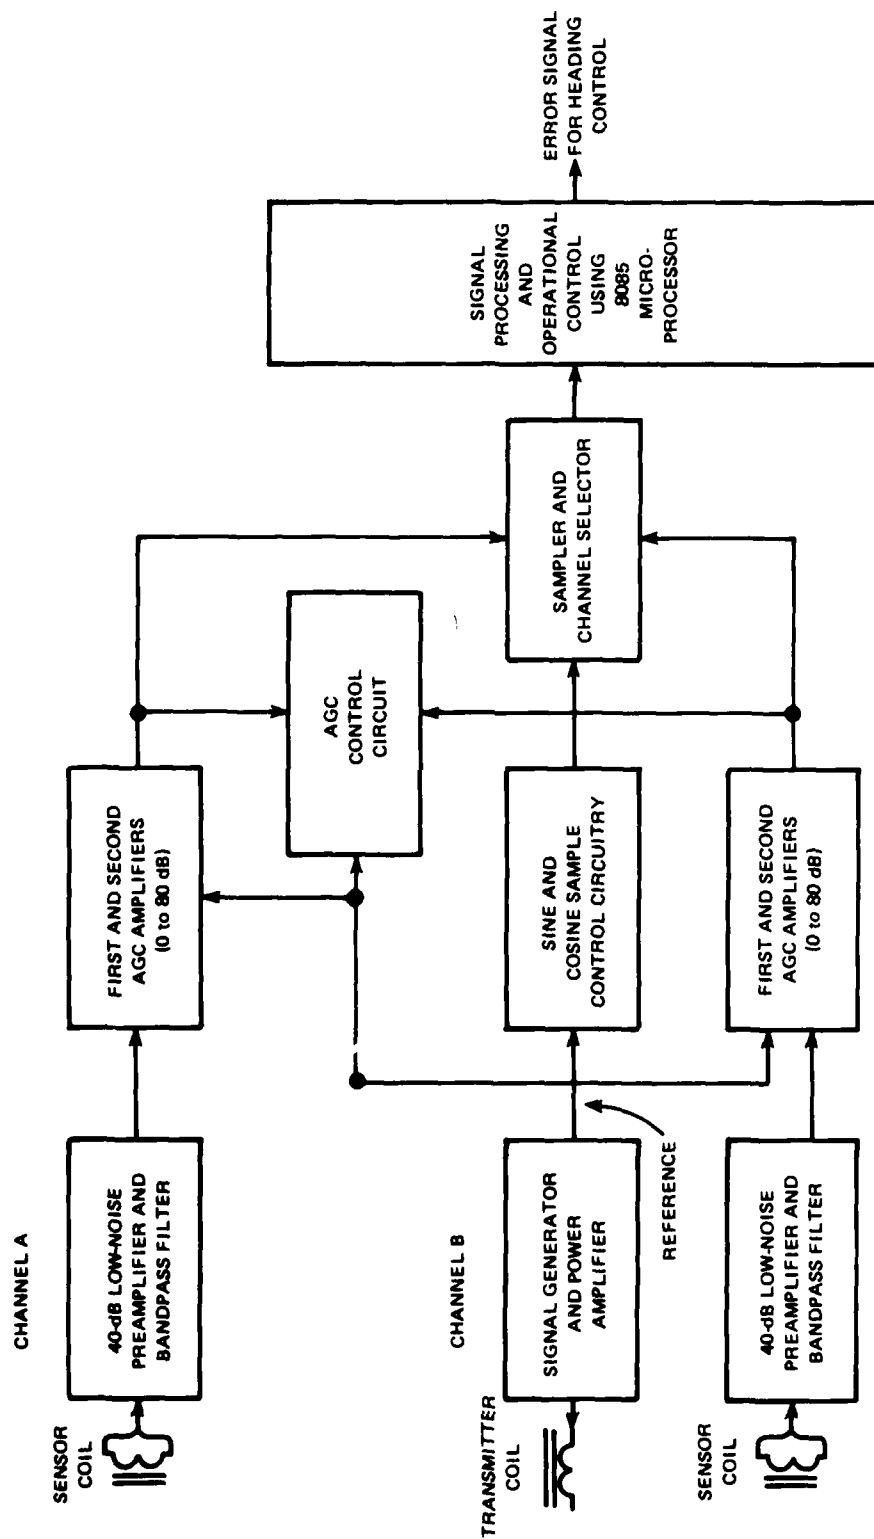 CHANNEL A
SENSOR
COIL
40-dB LOW-NOISE
PREAMPLIFIER AND
BANDPASS FILTER
FIRST AND SECOND
AGC AMPLIFIERS
(0 to 80 dB)
AGC
CONTROL
CIRCUIT
CHANNEL B
TRANSMITTER
COIL
SIGNAL GENERATOR
AND POWER
AMPLIFIER
REFERENCE
SINE AND
COSINE SAMPLE
CONTROL CIRCUITRY
SAMPLER AND
CHANNEL SELECTOR
SIGNAL
PROCESSING
AND
OPERATIONAL
CONTROL
USING
8085
MICRO-
PROCESSOR
ERROR SIGNAL
FOR HEADING
CONTROL
SENSOR
COIL
40-dB LOW-NOISE
PREAMPLIFIER AND
BANDPASS FILTER
FIRST AND SECOND
AGC AMPLIFIERS
(0 to 80 dB)